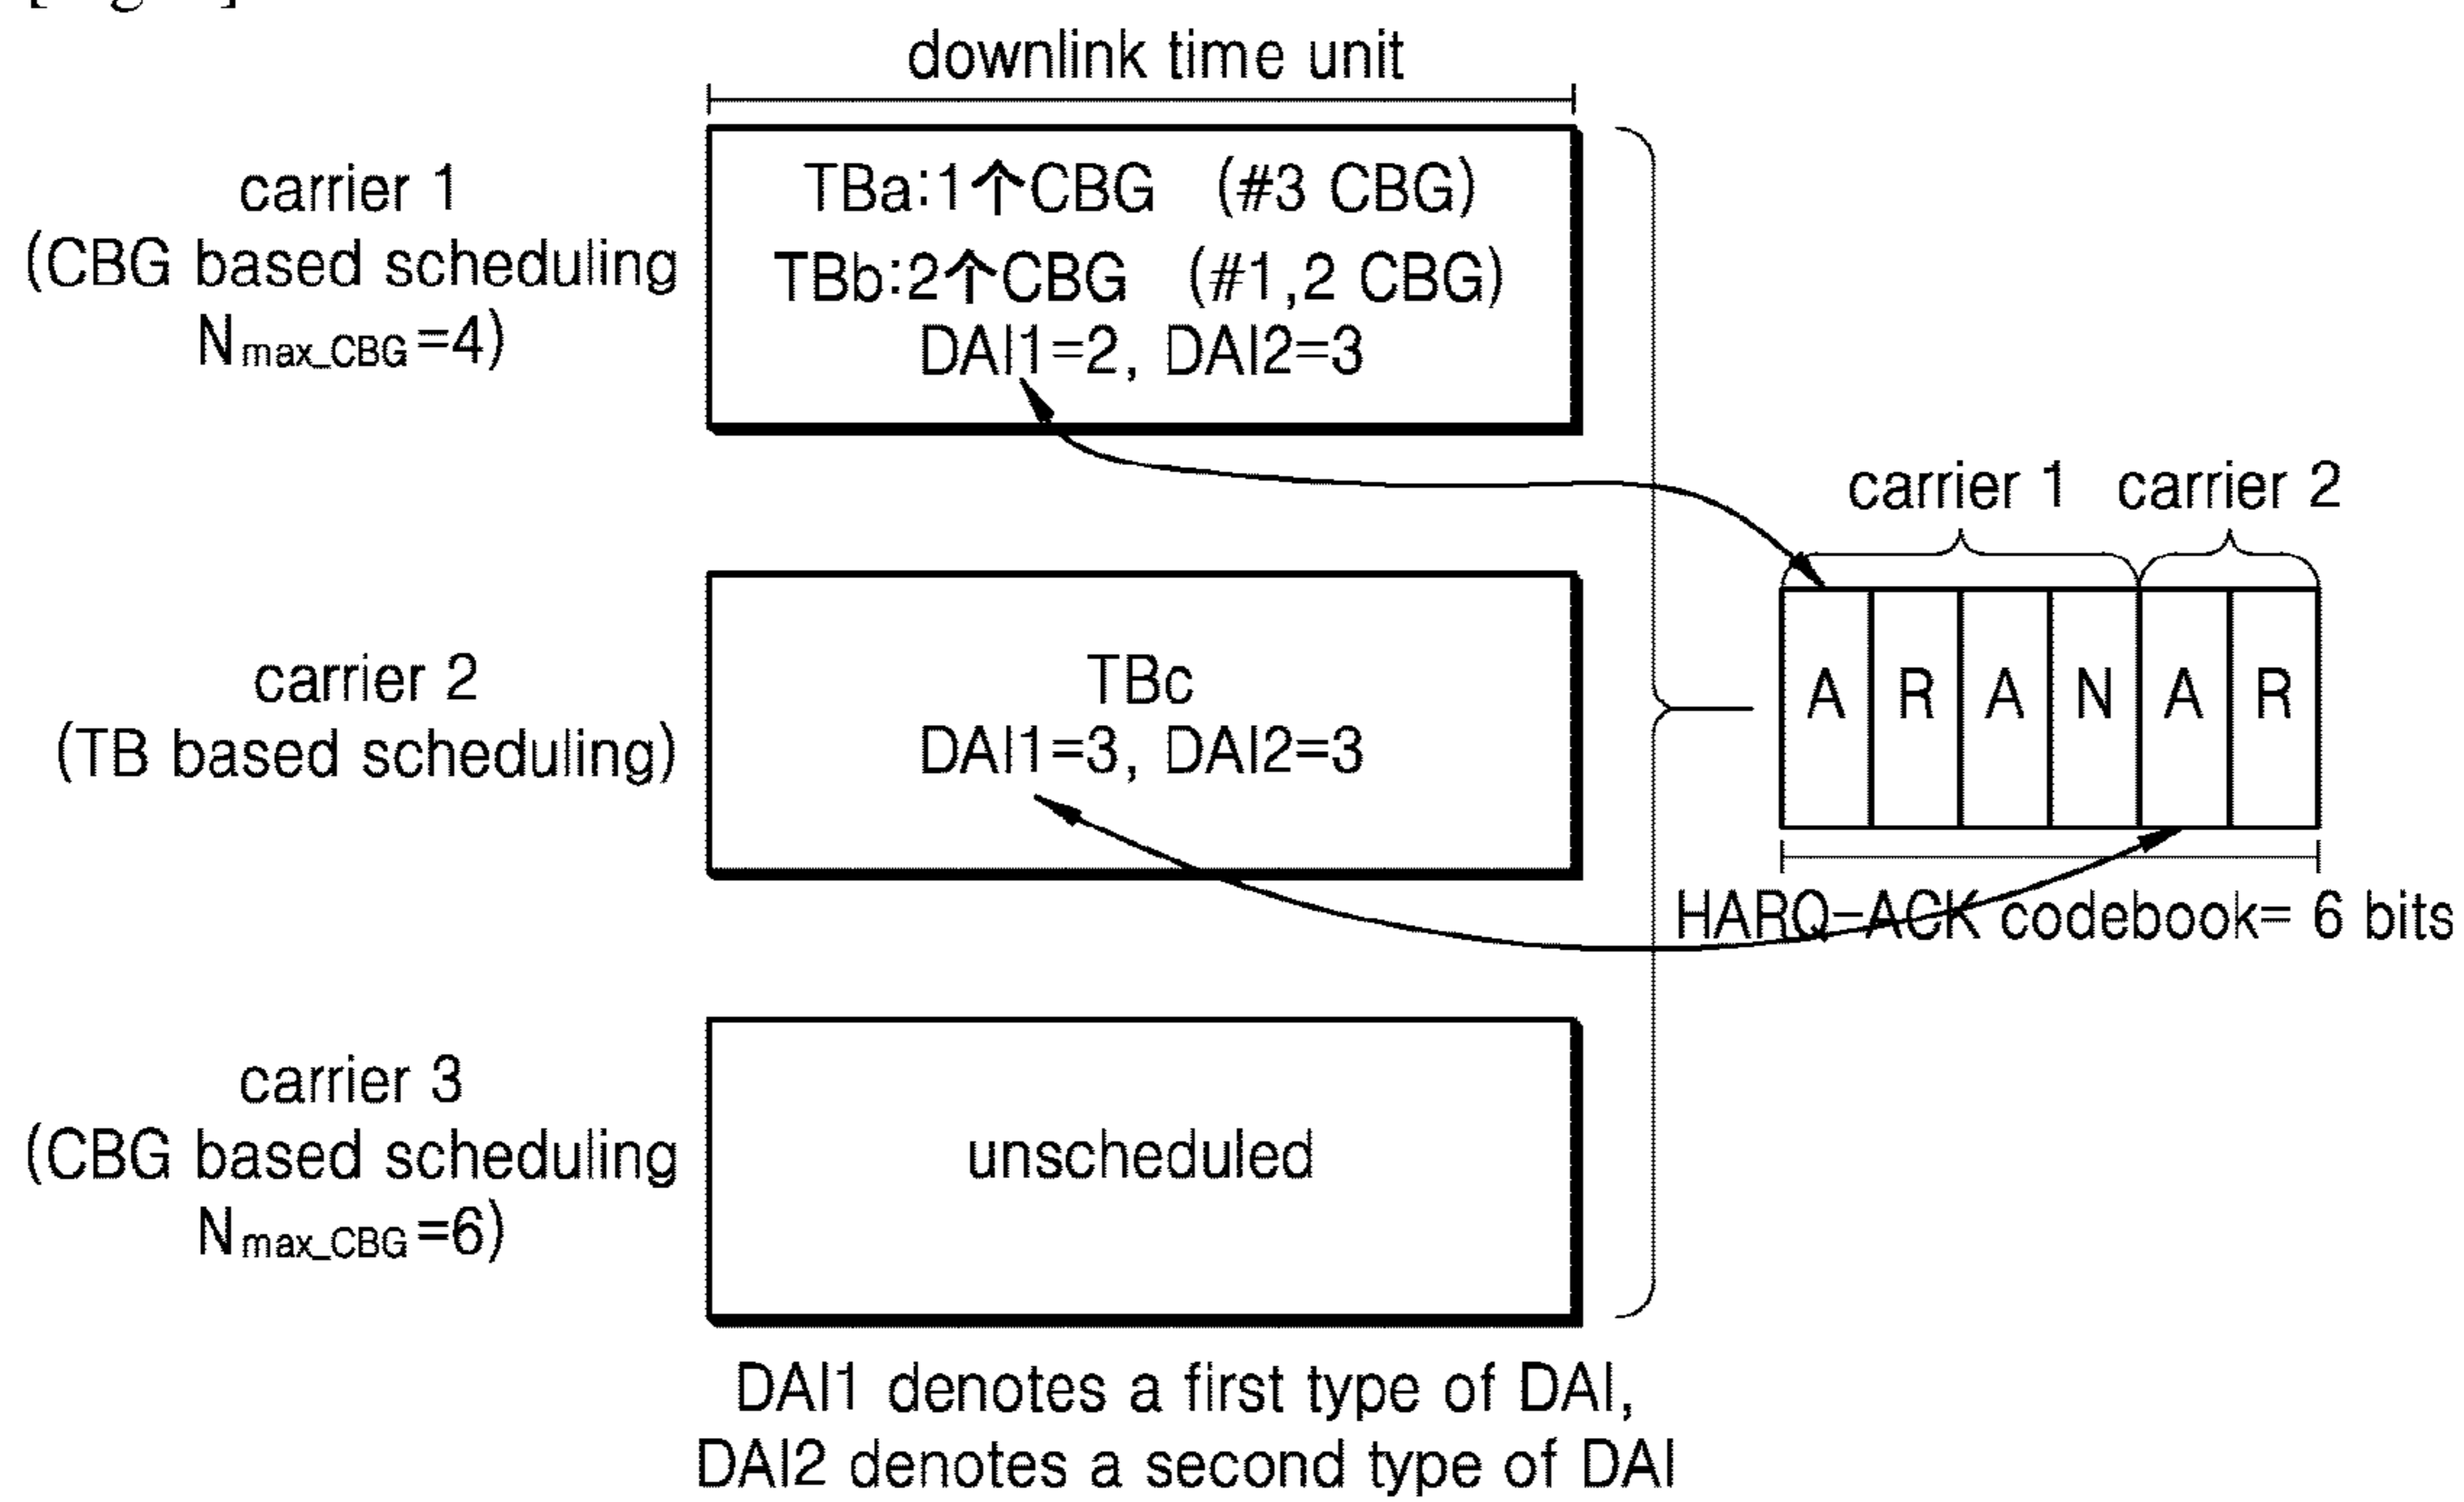 downlink time unit
carrier 1
(CBG based scheduling
Nmax_CBG=4)
TBa:1个CBG (#3 CBG)
TBb:2个CBG (#1,2 CBG)
DAI1=2, DAI2=3
carrier 2
(TB based scheduling)
TBc
DAI1=3, DAI2=3
carrier 1 carrier 2
A R A N A R
HARQ-ACK codebook= 6 bits
carrier 3
(CBG based scheduling
Nmax_CBG=6)
unscheduled
DAI1 denotes a first type of DAI,
DAI2 denotes a second type of DAI